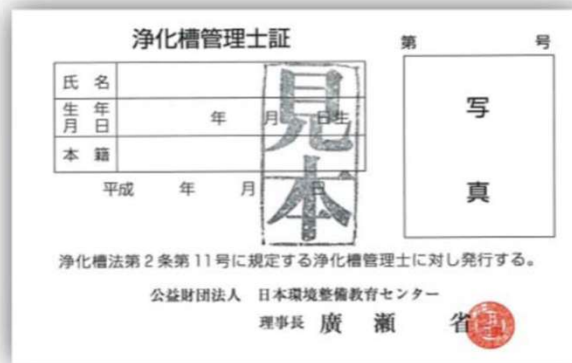 浄化槽管理士証
第 号
氏 名
生 年 月 日 年 月 日生
本 籍
平成 年 月 日
写 真
見本
浄化槽法第2条第11号に規定する浄化槽管理士に対し発行する。
公益財団法人 日本環境整備教育センター
理事長 廣 瀬 省